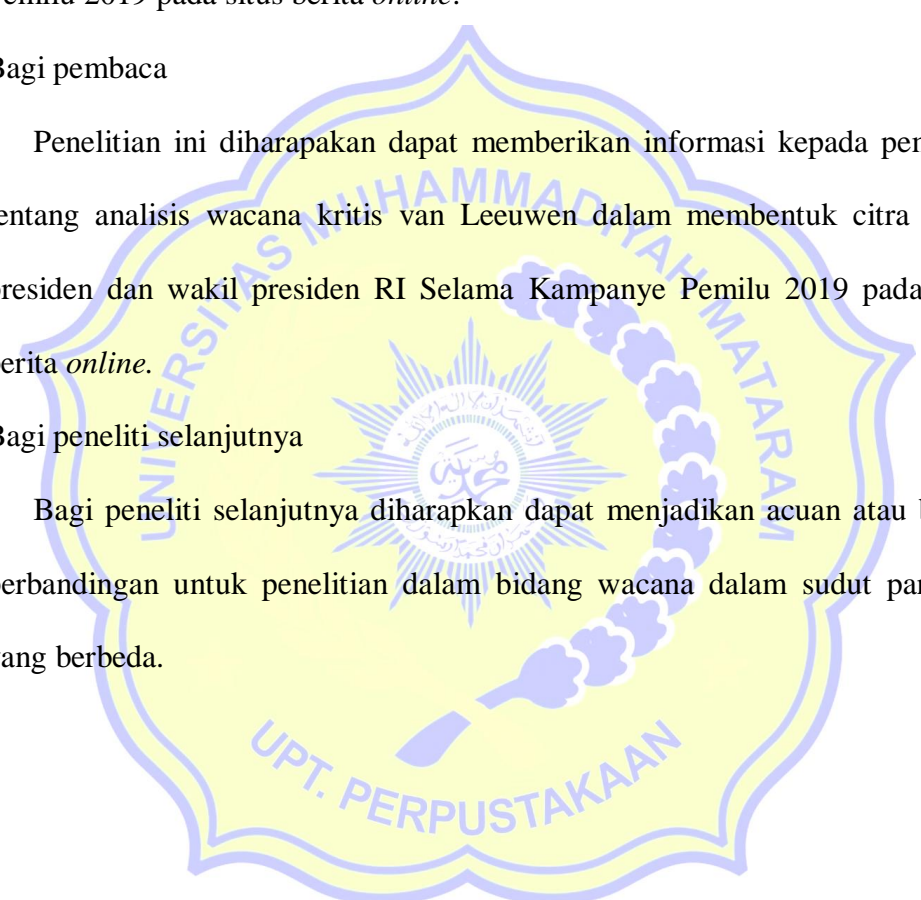 Pemilu 2019 pada situs berita online.
Bagi pembaca
Penelitian ini diharapakan dapat memberikan informasi kepada
tentang analisis wacana kritis van Leeuwen dalam membentuk citra
presiden dan wakil presiden RI Selama Kampanye Pemilu 2019 pada
berita online.
Bagi peneliti selanjutnya
Bagi peneliti selanjutnya diharapkan dapat menjadikan acuan atau
perbandingan untuk penelitian dalam bidang wacana dalam sudut
yang berbeda.
UNIVERSITAS MUHAMMADIYAH MATARAM
UPT. PERPUSTAKAAN